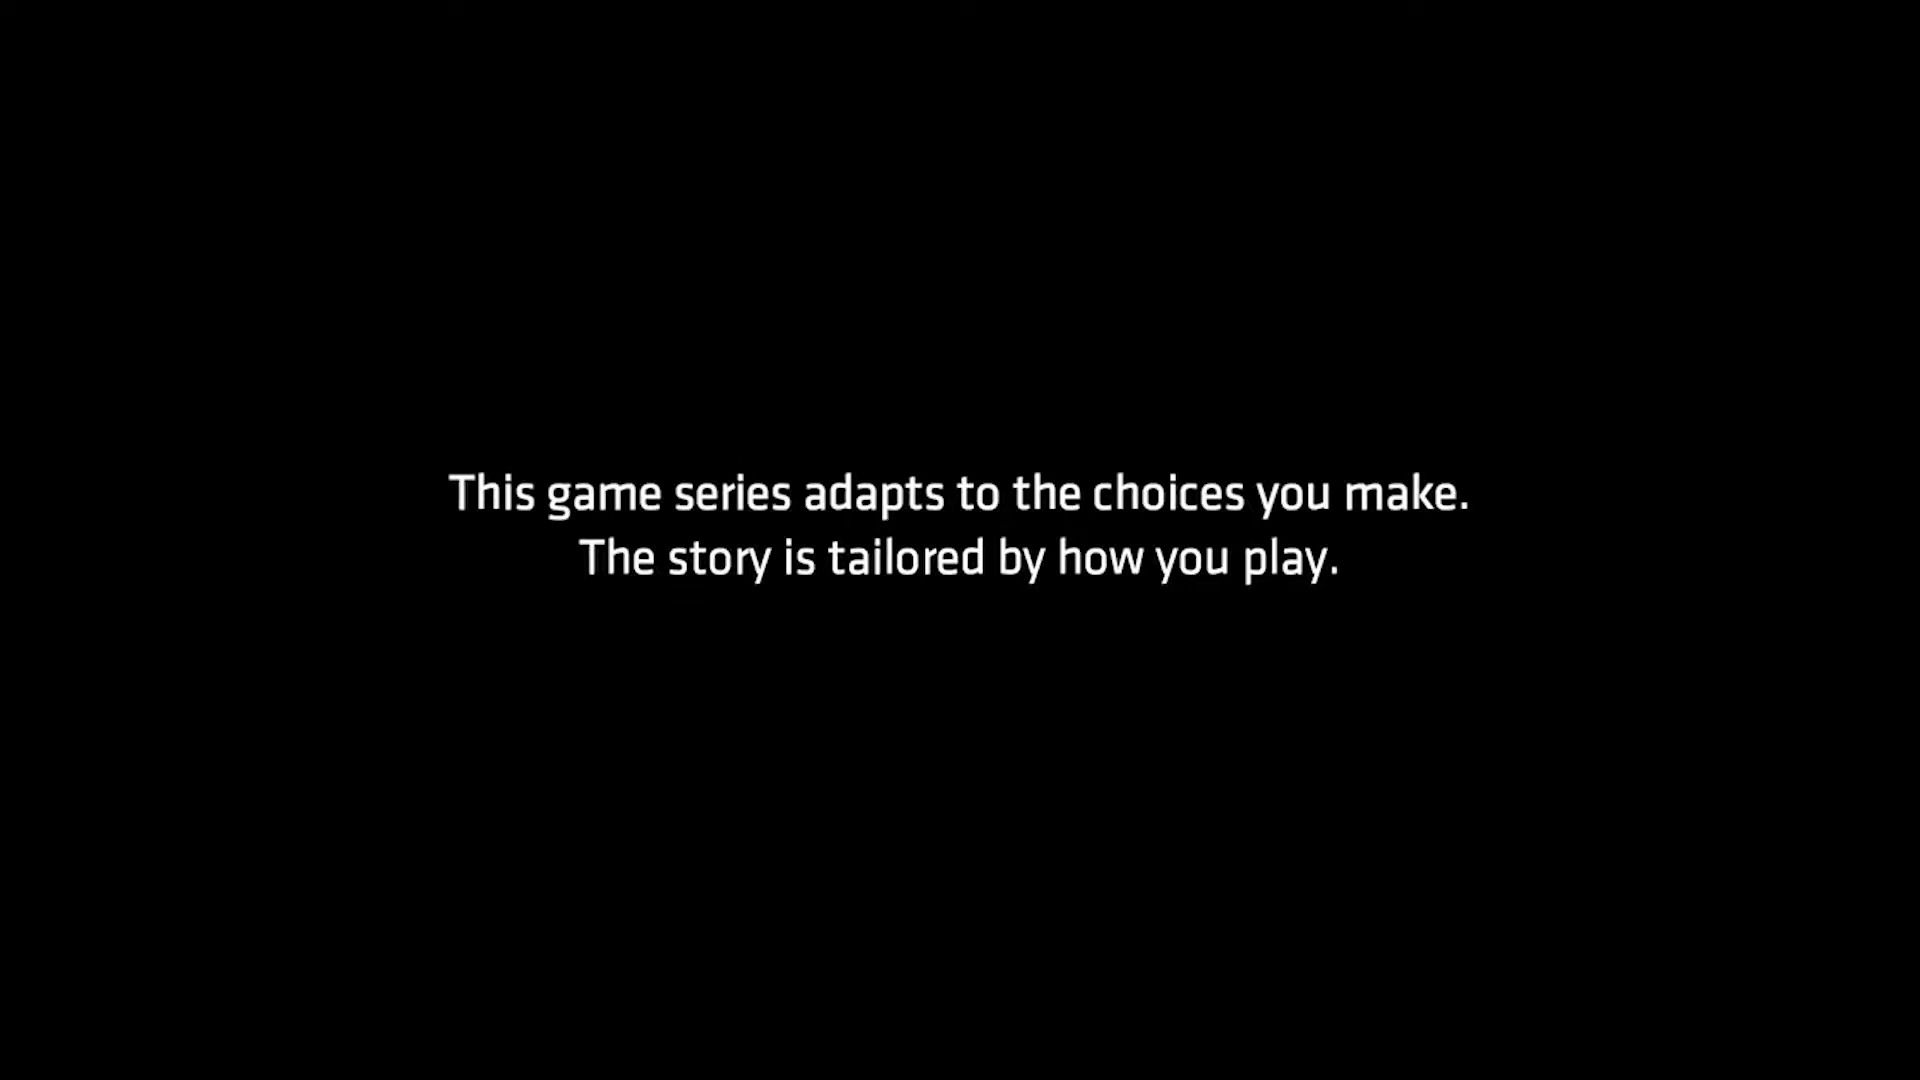 This game series adapts to the choices you make.
The story is tailored by how you play.